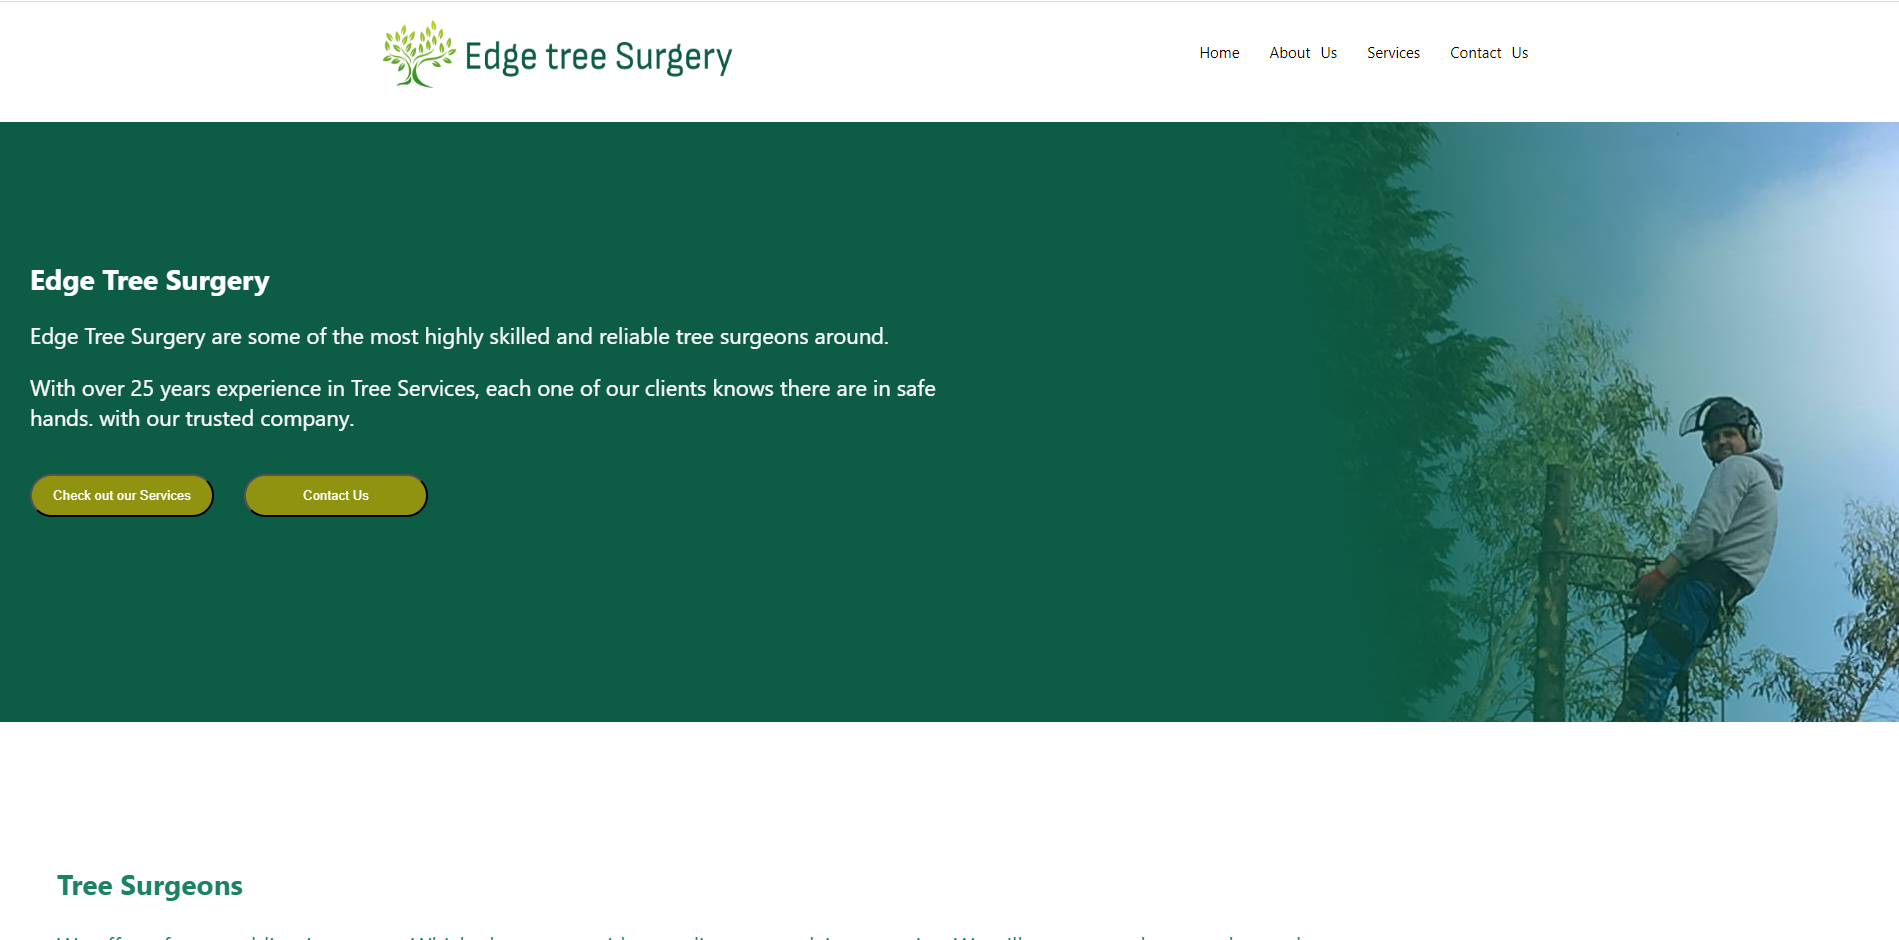 Edge tree Surgery
Home About Us Services Contact Us
Edge Tree Surgery
Edge Tree Surgery are some of the most highly skilled and reliable tree surgeons around.
With over 25 years experience in Tree Services, each one of our clients knows there are in safe
hands. with our trusted company.
Check out our Services Contact Us
Tree Surgeons